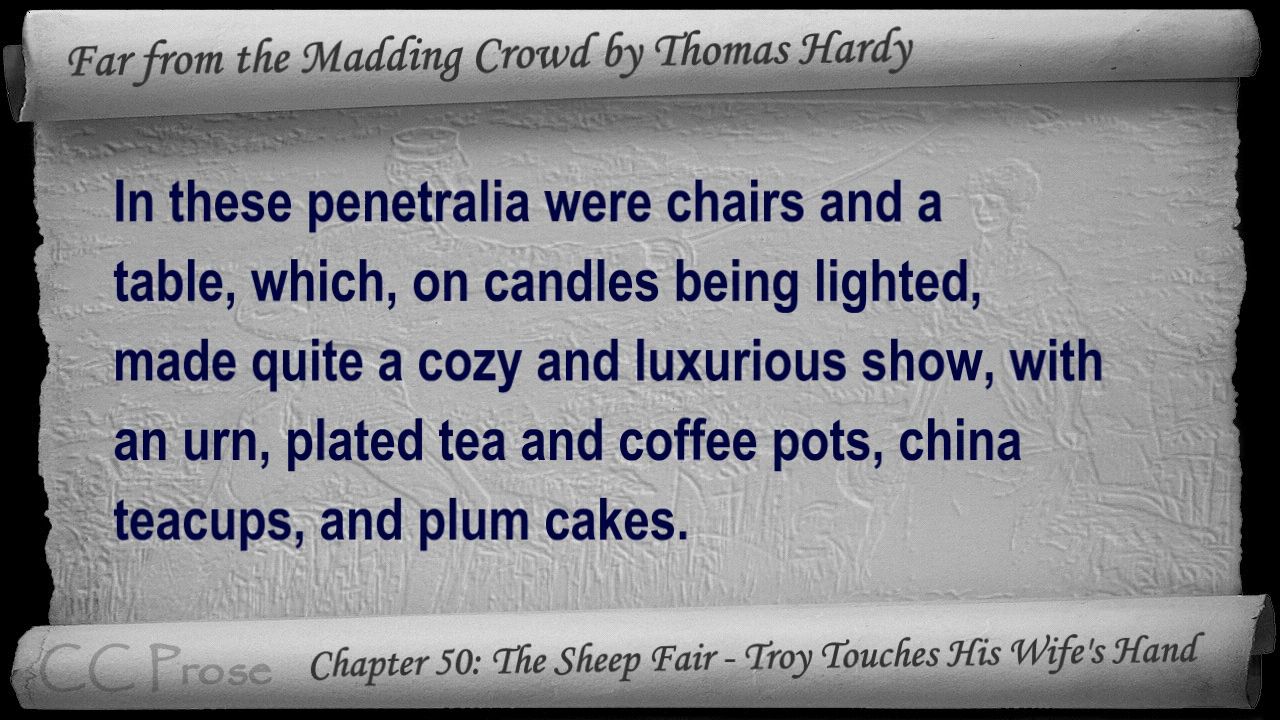 Far from the Madding Crowd by Thomas Hardy
In these penetralia were chairs and a
table, which, on candles being lighted,
made quite a cozy and luxurious show, with
an urn, plated tea and coffee pots, china
teacups, and plum cakes.
CC Prose
Chapter 50: The Sheep Fair - Troy Touches His Wife's Hand